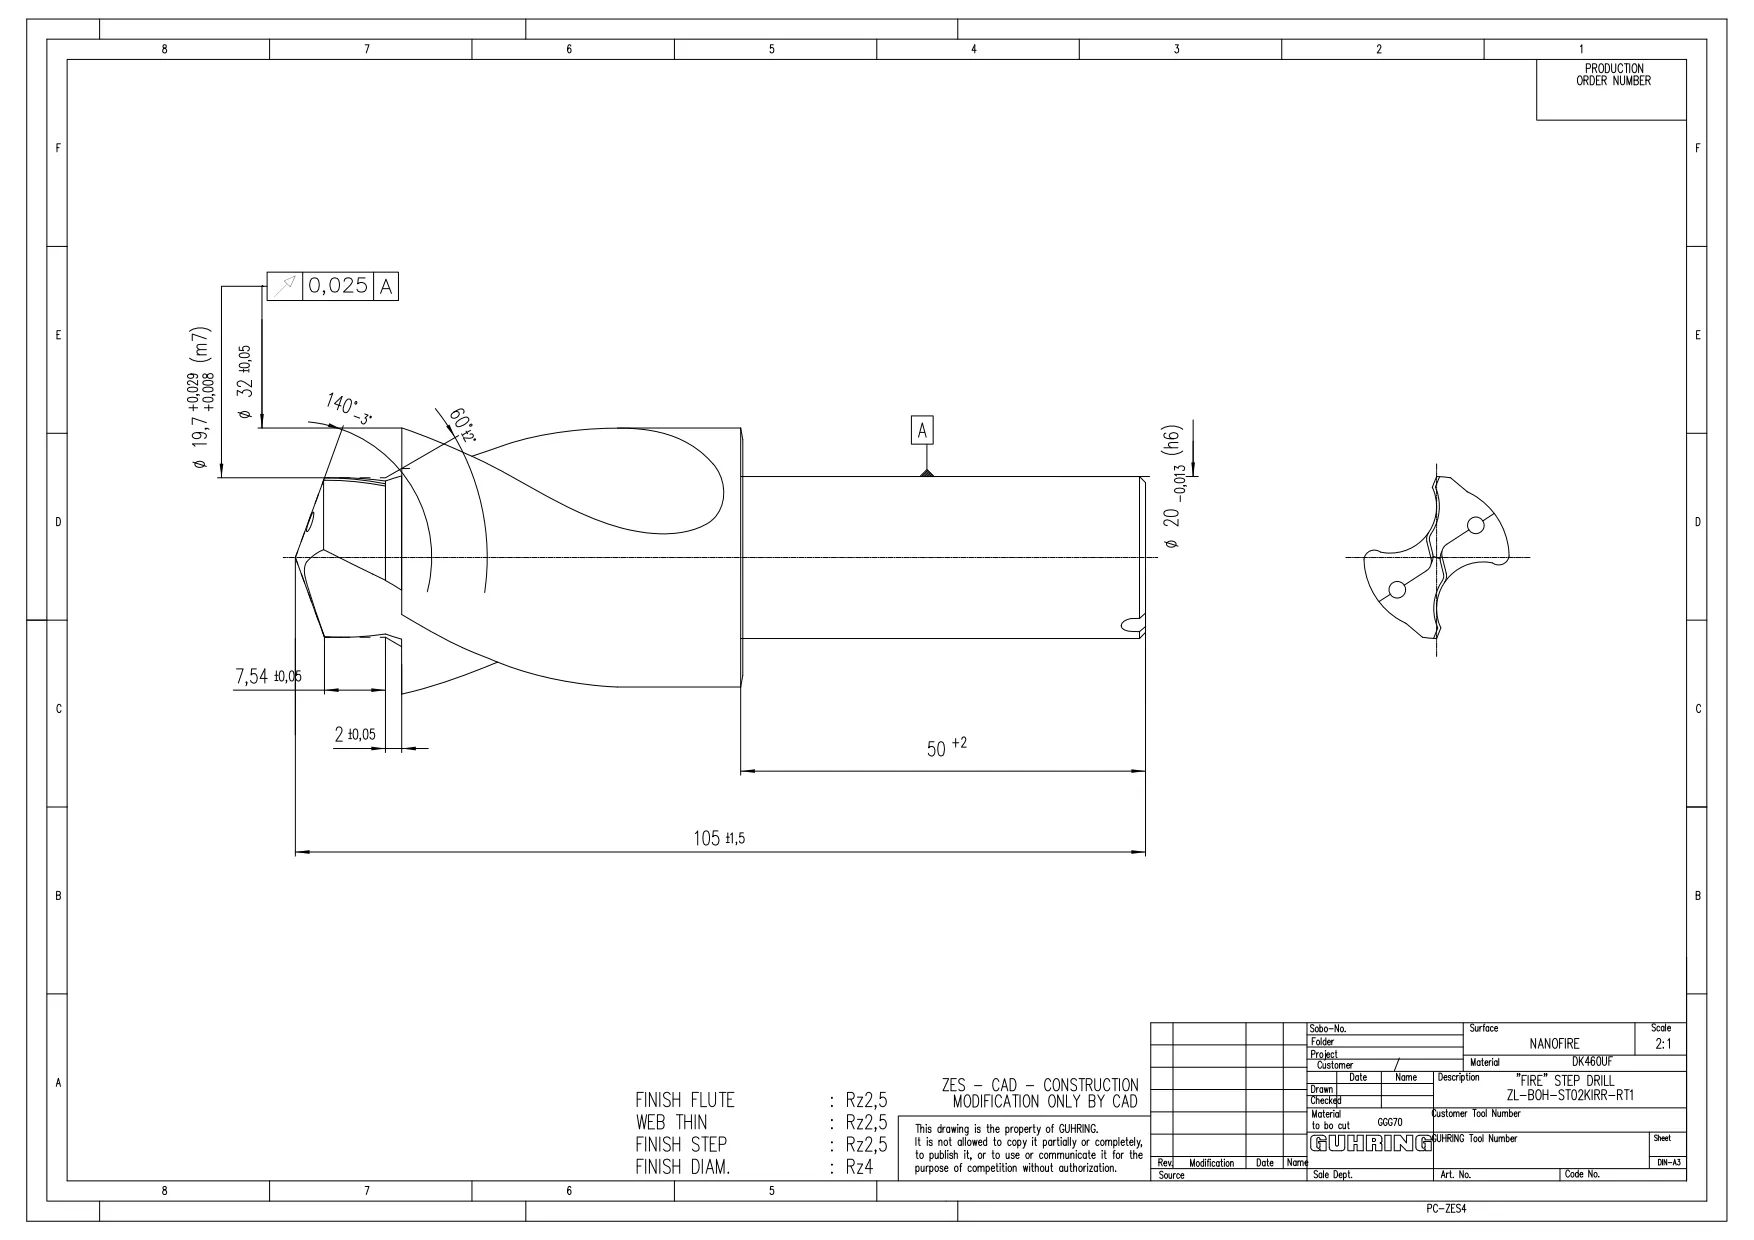 8 7 6 5 4 3 2 1
PRODUCTION
ORDER NUMBER
F F
E E
D D
C C
B B
A
0,025 A
ø 19,7 +0,029 +0,008 (m7)
ø 32 ±0,05
140° -3°
60° ±2°
A
ø 20 -0,013 (h6)
7,54 ±0,05
2 ±0,05
50 +2
105 ±1,5
FINISH FLUTE : Rz2,5
WEB THIN : Rz2,5
FINISH STEP : Rz2,5
FINISH DIAM. : Rz4
ZES - CAD - CONSTRUCTION
MODIFICATION ONLY BY CAD
This drawing is the property of GUHRING.
It is not allowed to copy it partially or completely,
to publish it, or to use or communicate it for the
purpose of competition without authorization.
Rev. Modification Date Name
Source
Sobo-No.
Folder
Project
Customer /
Date Name
Drawn
Checked
Material
to bo cut GGG70
GUHRING
Sale Dept.
Surface
NANOFIRE
Scale
2:1
Material DK460UF
Description "FIRE" STEP DRILL
ZL-BOH-ST02KIRR-RT1
Customer Tool Number
GUHRING Tool Number
Sheet
DIN-A3
Art. No. Code No.
8 7 6 5
PC-ZES4